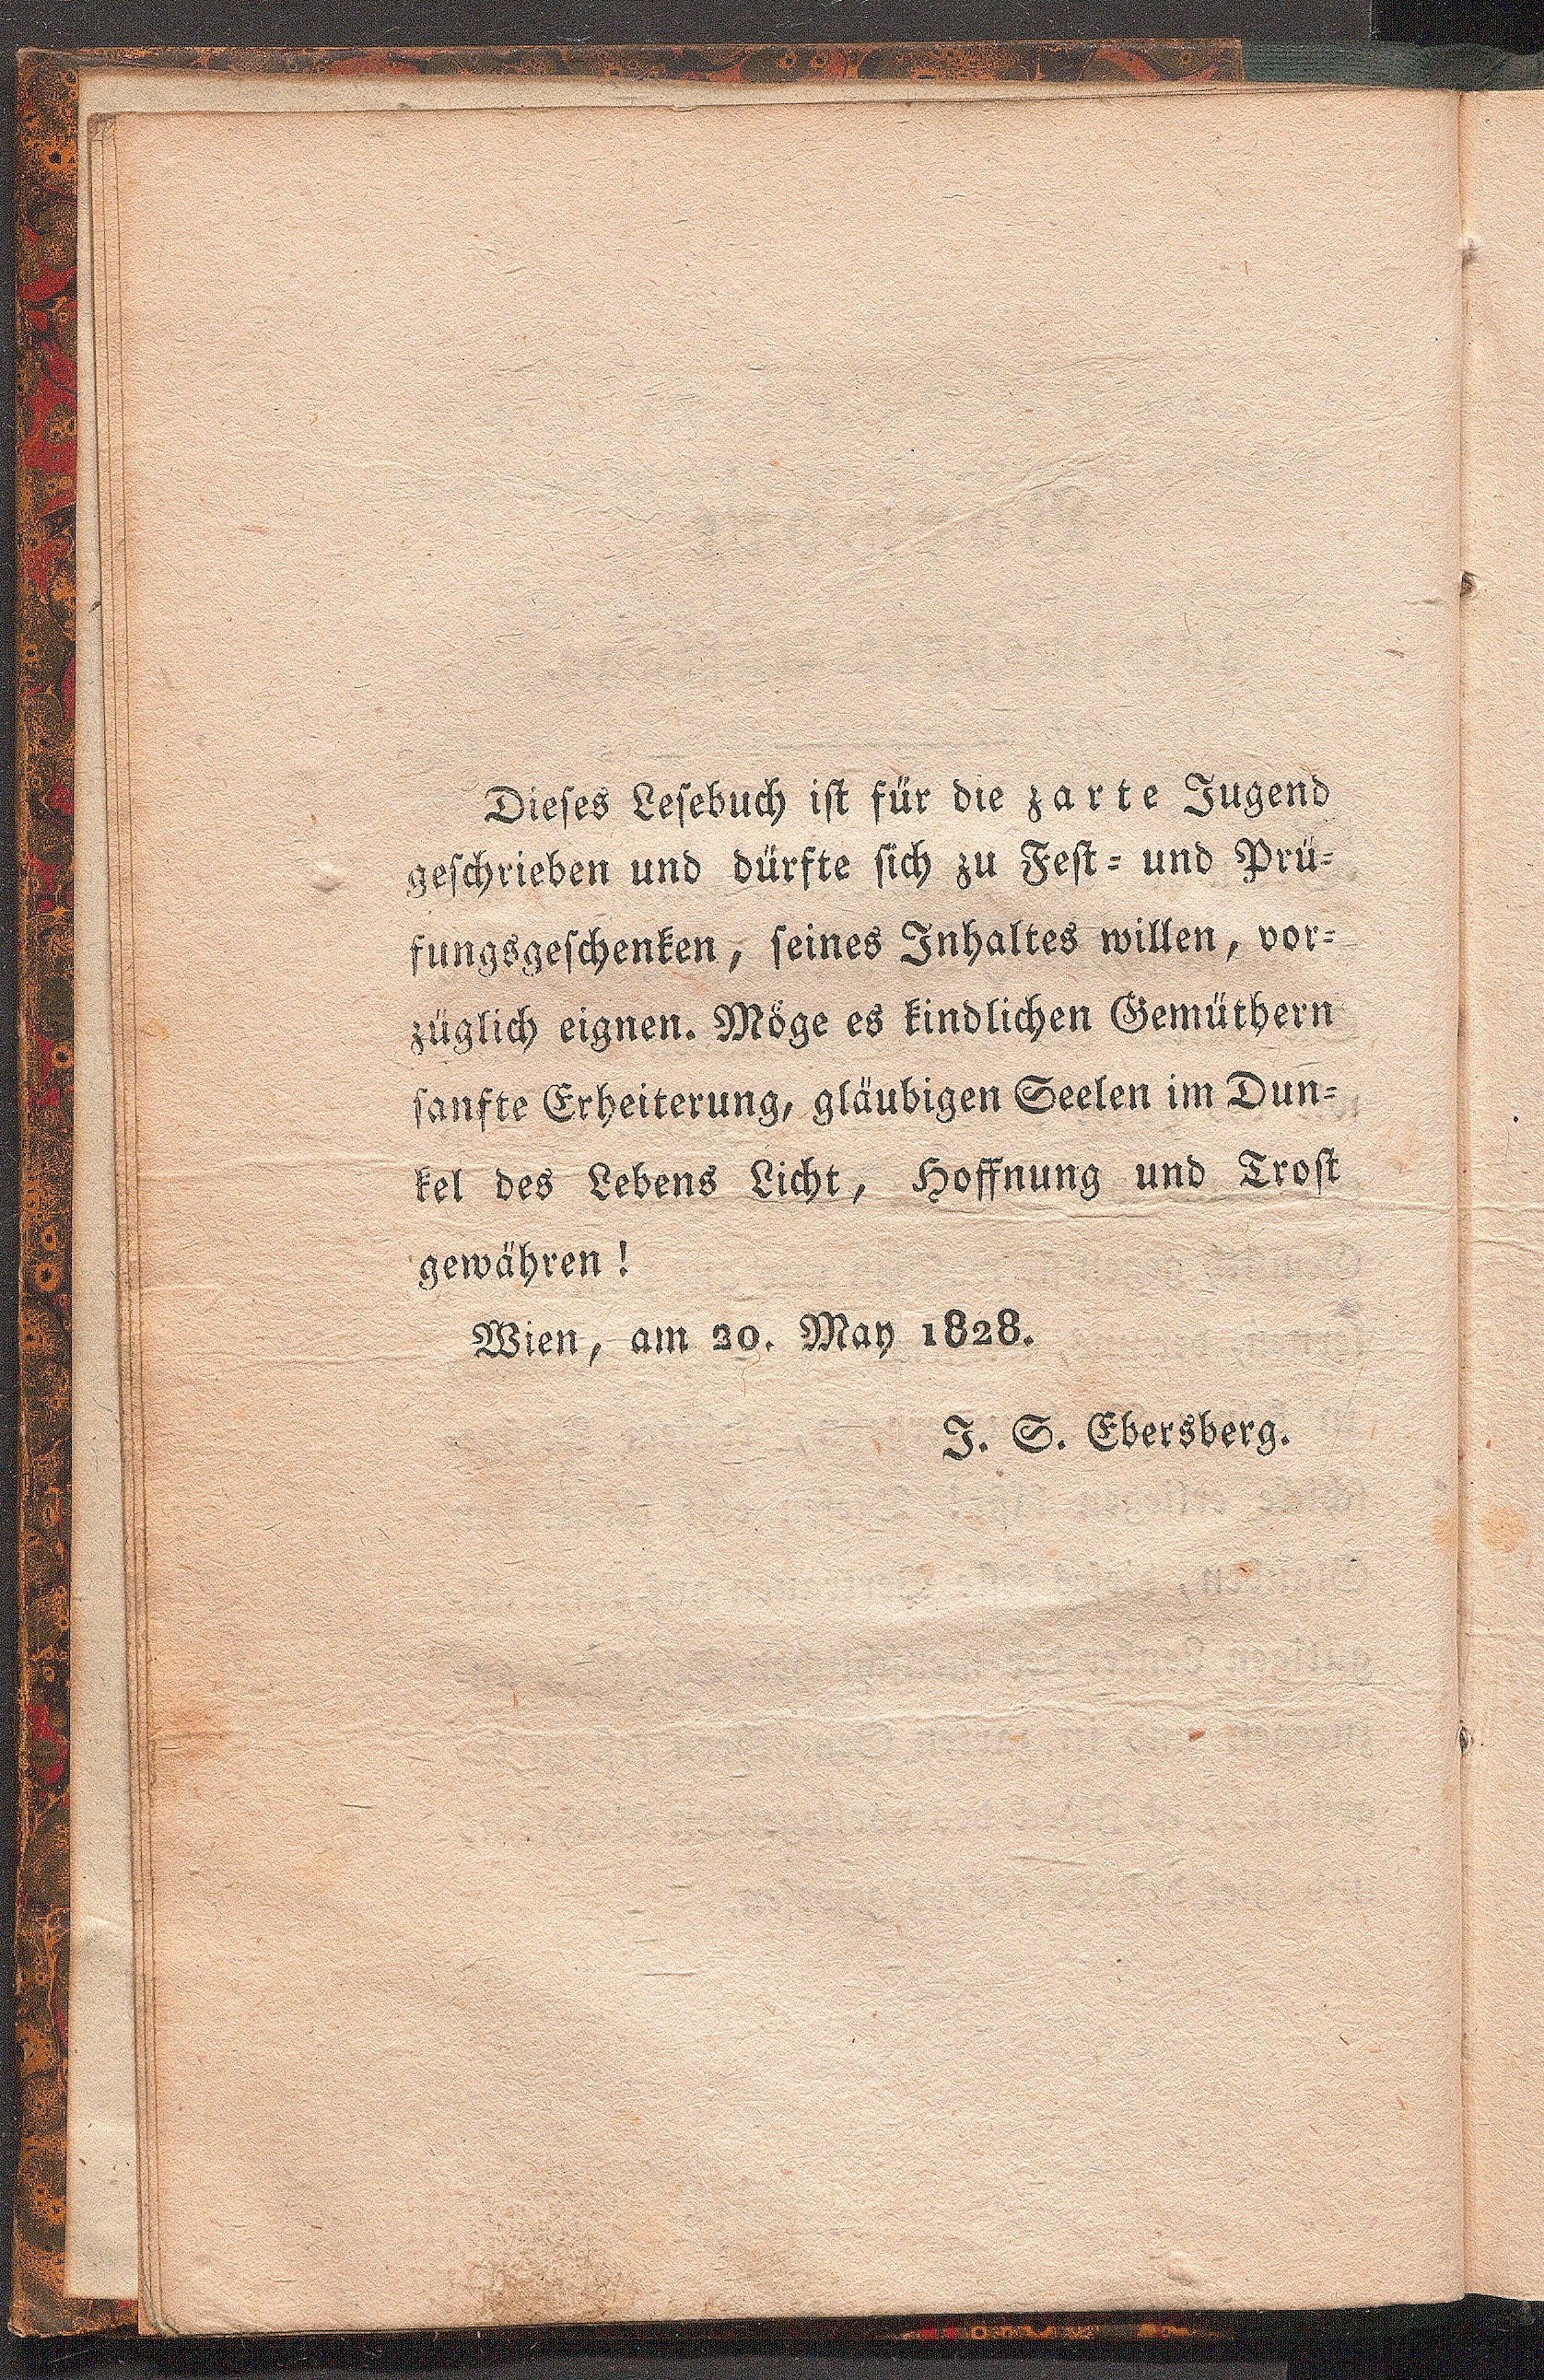 Dieses Lesebuch ist für die zarte Jugend
geschrieben und dürfte sich zu Fest= und Prü=
fungsgeschenken, seines Inhaltes willen, vor=
züglich eignen. Möge es kindlichen Gemüthern
sanfte Erheiterung, gläubigen Seelen im Dun=
kel des Lebens Licht, Hoffnung und Trost
gewähren!
Wien, am 20. May 1828.
J. S. Ebersberg.